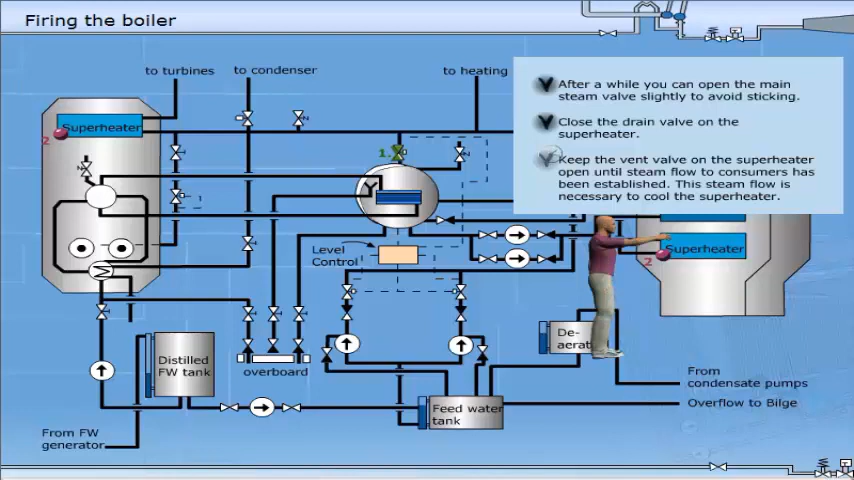 Firing the boiler
to turbines
to condenser
to heating
After a while you can open the main
steam valve slightly to avoid sticking.
Close the drain valve on the
superheater.
Keep the vent valve on the superheater
open until steam flow to consumers has
been established. This steam flow is
necessary to cool the superheater.
Superheater
2
1.
Level
Control
Superheater
2
Distilled
FW tank
overboard
De-
aerat
From
condensate pumps
Overflow to Bilge
Feed water
tank
From FW
generator